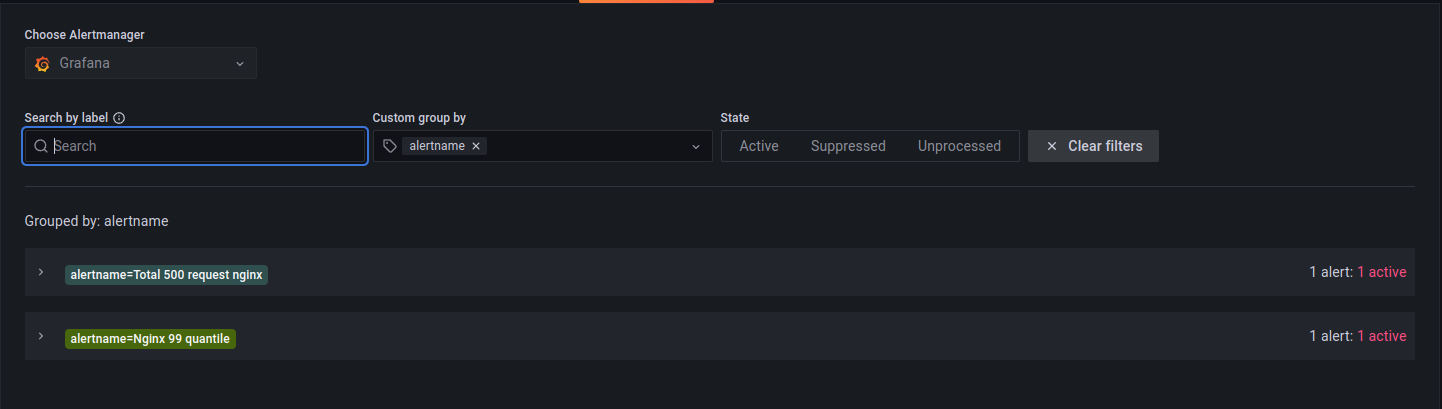 Choose Alertmanager
Grafana
Search by label Custom group by State
Search alertname Active Suppressed Unprocessed Clear filters
Grouped by: alertname
alertname=Total 500 request nginx 1 alert: 1 active
alertname=Nginx 99 quantile 1 alert: 1 active